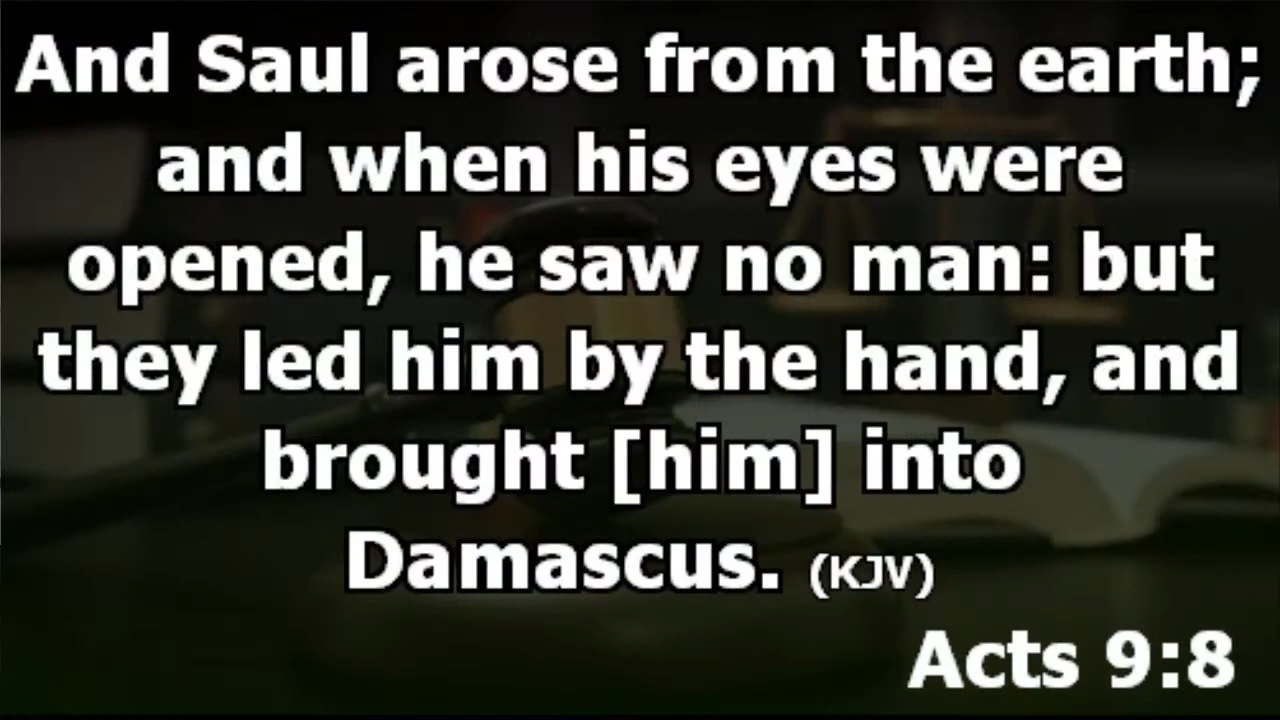 And Saul arose from the earth;
and when his eyes were
opened, he saw no man: but
they led him by the hand, and
brought [him] into
Damascus. (KJV)
Acts 9:8